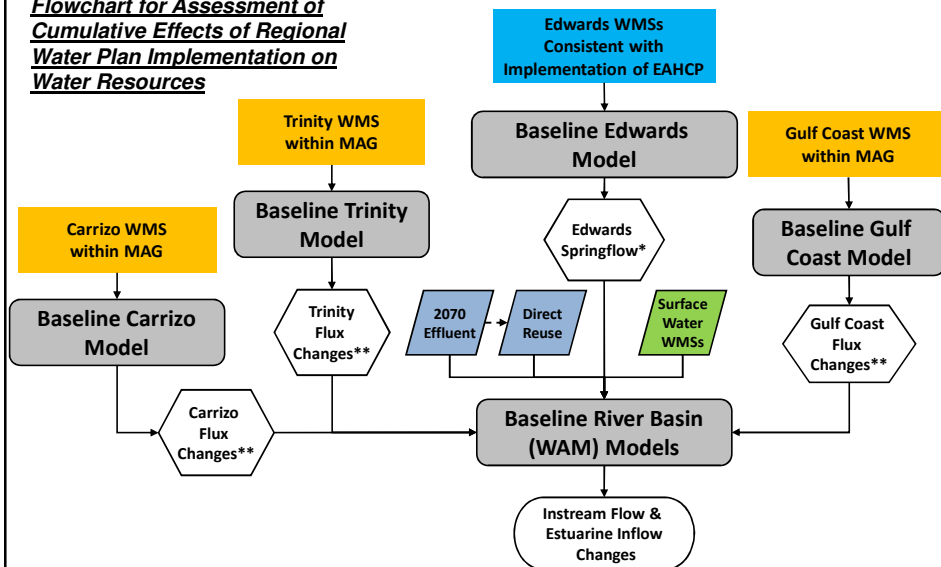 Flowchart for Assessment of
Cumulative Effects of Regional
Water Plan Implementation on
Water Resources
Edwards WMSs
Consistent with
Implementation of EAHCP
Trinity WMS
within MAG
Baseline Edwards
Model
Gulf Coast WMS
within MAG
Carrizo WMS
within MAG
Baseline Trinity
Model
Edwards
Springflow*
Baseline Gulf
Coast Model
Baseline Carrizo
Model
Trinity
Flux
Changes**
2070
Effluent
Direct
Reuse
Surface
Water
WMSs
Gulf Coast
Flux
Changes**
Carrizo
Flux
Changes**
Baseline River Basin
(WAM) Models
Instream Flow &
Estuarine Inflow
Changes